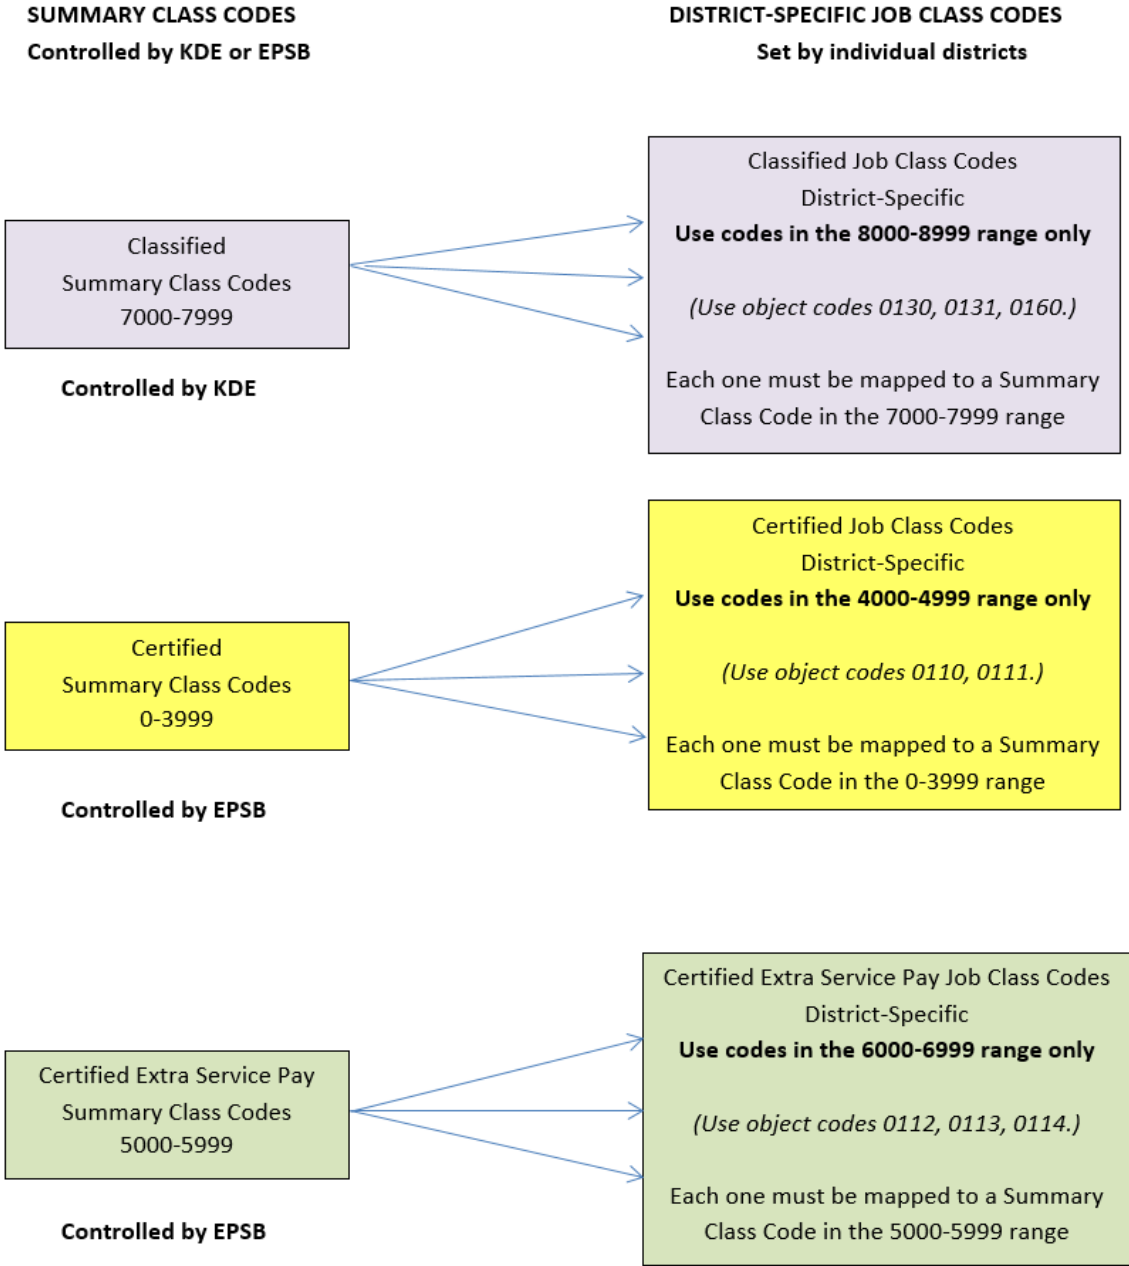 SUMMARY CLASS CODES
Controlled by KDE or EPSB
DISTRICT-SPECIFIC JOB CLASS CODES
Set by individual districts
Classified
Summary Class Codes
7000-7999
Controlled by KDE
Classified Job Class Codes
District-Specific
Use codes in the 8000-8999 range only
(Use object codes 0130, 0131, 0160.)
Each one must be mapped to a Summary
Class Code in the 7000-7999 range
Certified
Summary Class Codes
0-3999
Controlled by EPSB
Certified Job Class Codes
District-Specific
Use codes in the 4000-4999 range only
(Use object codes 0110, 0111.)
Each one must be mapped to a Summary
Class Code in the 0-3999 range
Certified Extra Service Pay
Summary Class Codes
5000-5999
Controlled by EPSB
Certified Extra Service Pay Job Class Codes
District-Specific
Use codes in the 6000-6999 range only
(Use object codes 0112, 0113, 0114.)
Each one must be mapped to a Summary
Class Code in the 5000-5999 range